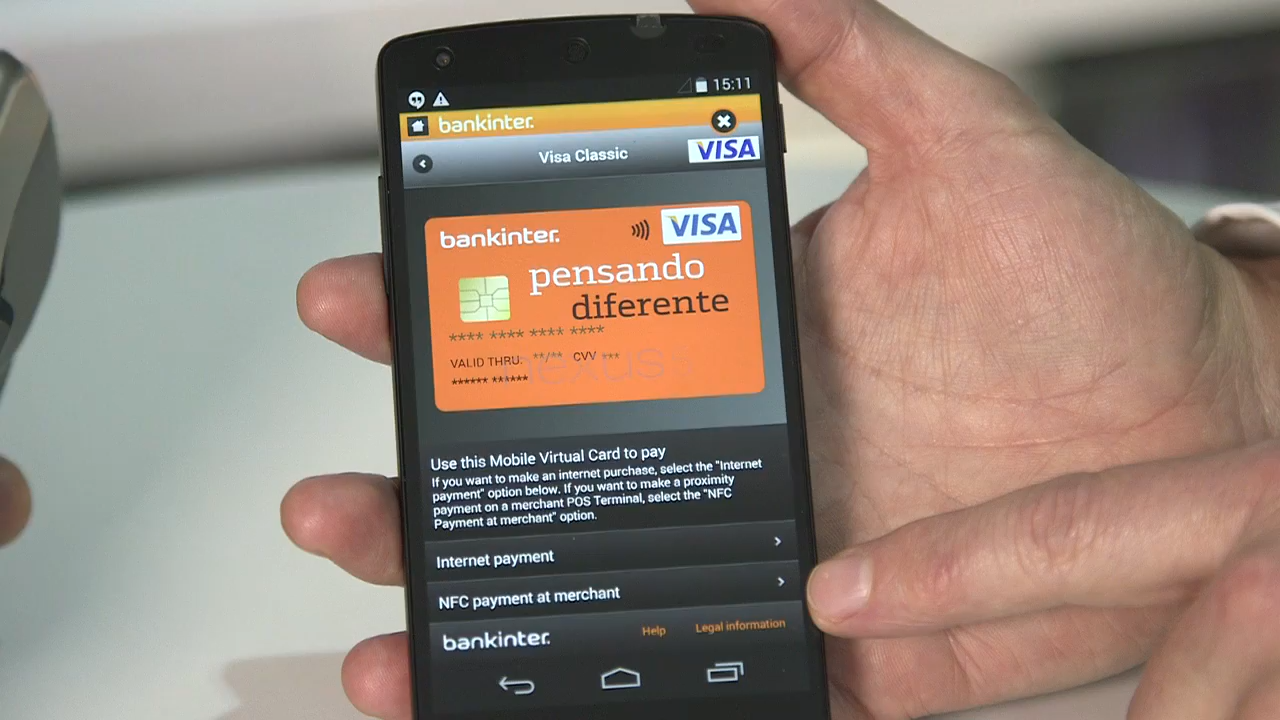 15:11
bankinter.
Visa Classic
VISA
bankinter.
VISA
pensando
diferente
**** **** **** ****
VALID THRU: **/** CVV ***
nexus 5
****** ******
Use this Mobile Virtual Card to pay
If you want to make an internet purchase, select the "Internet
payment" option below. If you want to make a proximity
payment on a merchant POS Terminal, select the "NFC
Payment at merchant" option.
Internet payment
NFC payment at merchant
bankinter.
Help
Legal information